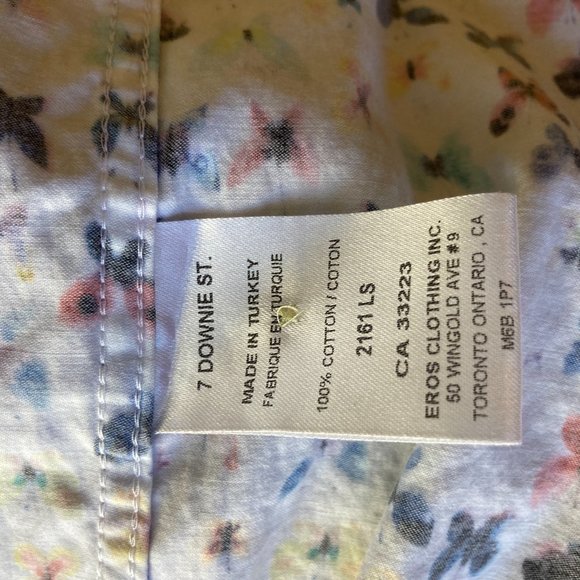 7 DOWNIE ST.
MADE IN TURKEY
FABRIQUE EN TURQUIE
100% COTTON / COTON
2161 LS
CA 33223
EROS CLOTHING INC.
50 WINGOLD AVE #9
TORONTO ONTARIO , CA
M6B 1P7